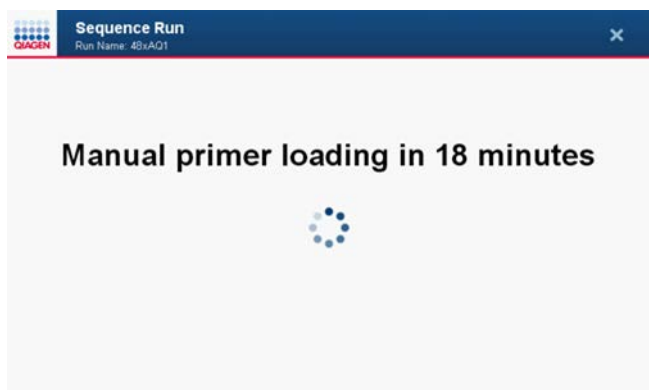 QIAGEN
Sequence Run
Run Name: 48xAQ1
×
Manual primer loading in 18 minutes